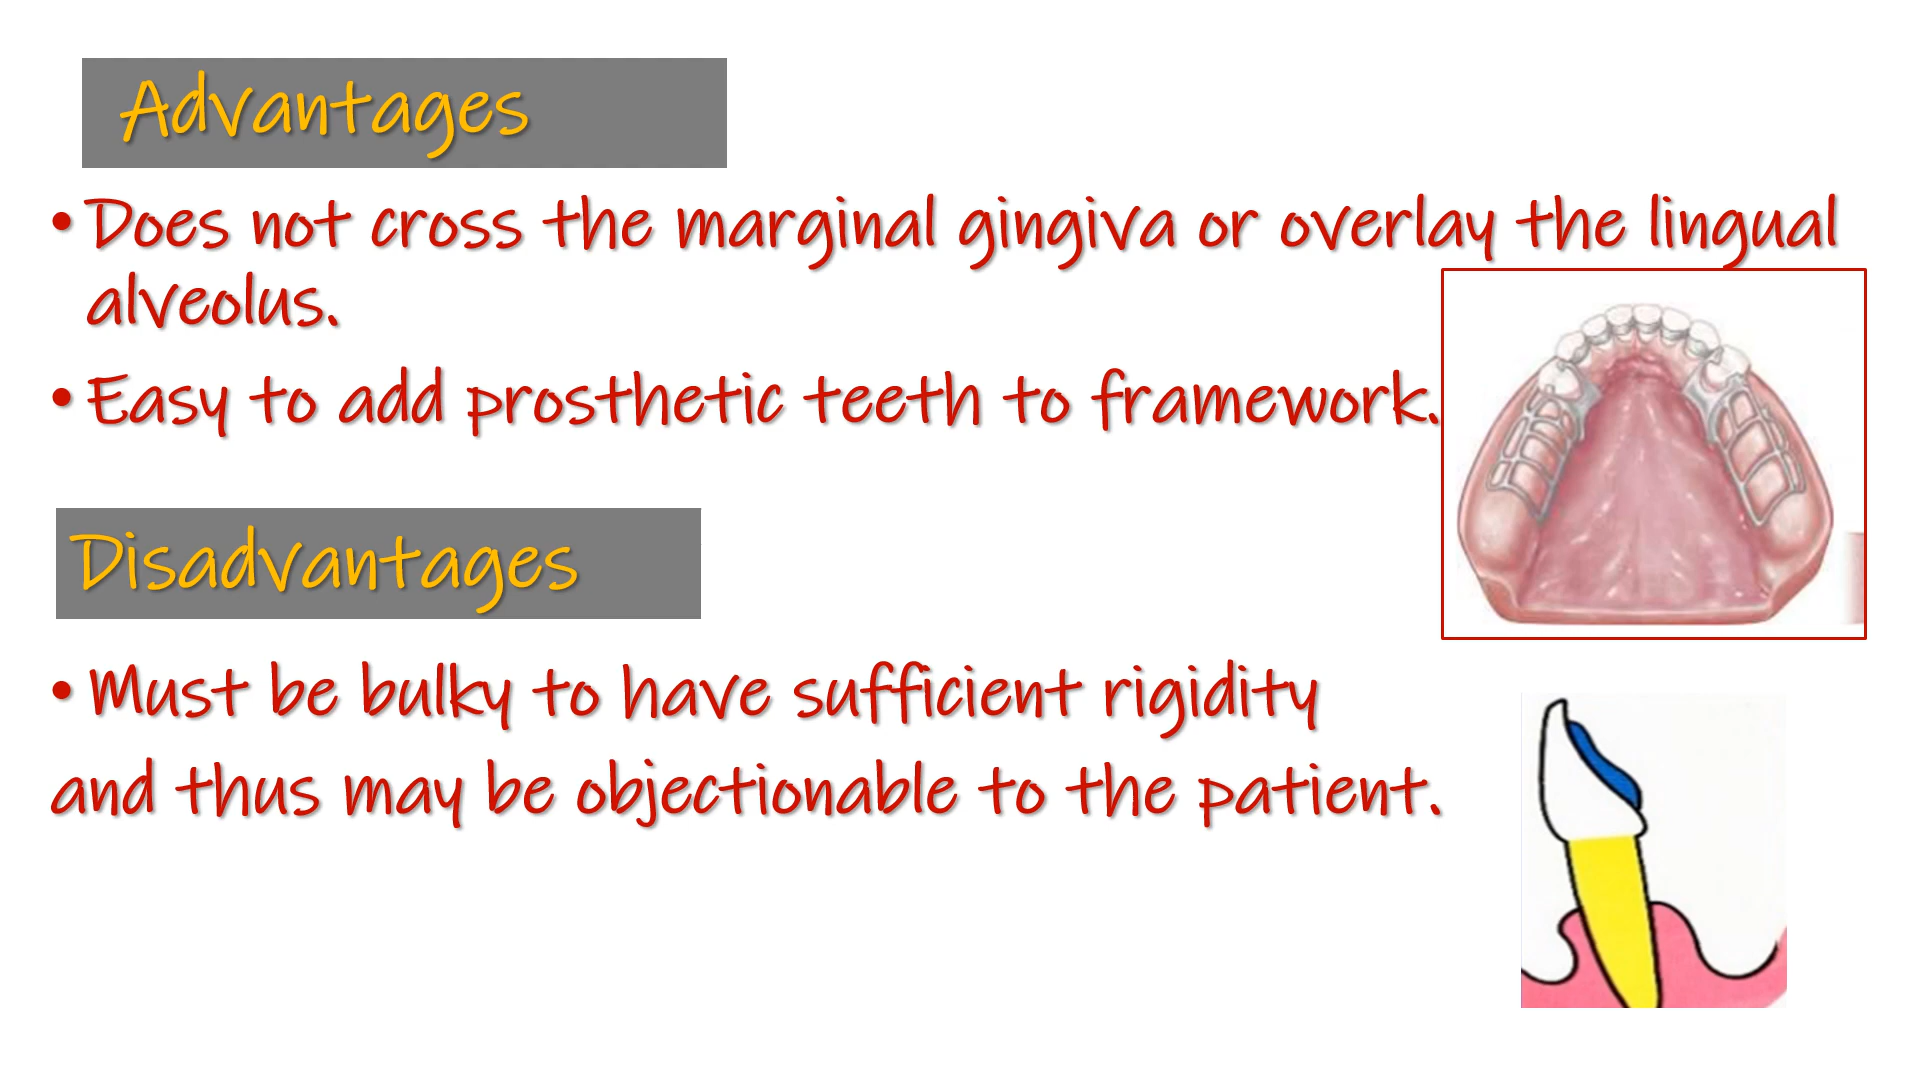 Advantages
• Does not cross the marginal gingiva or overlay the lingual
alveolus.
• Easy to add prosthetic teeth to framework.
Disadvantages
• Must be bulky to have sufficient rigidity
and thus may be objectionable to the patient.